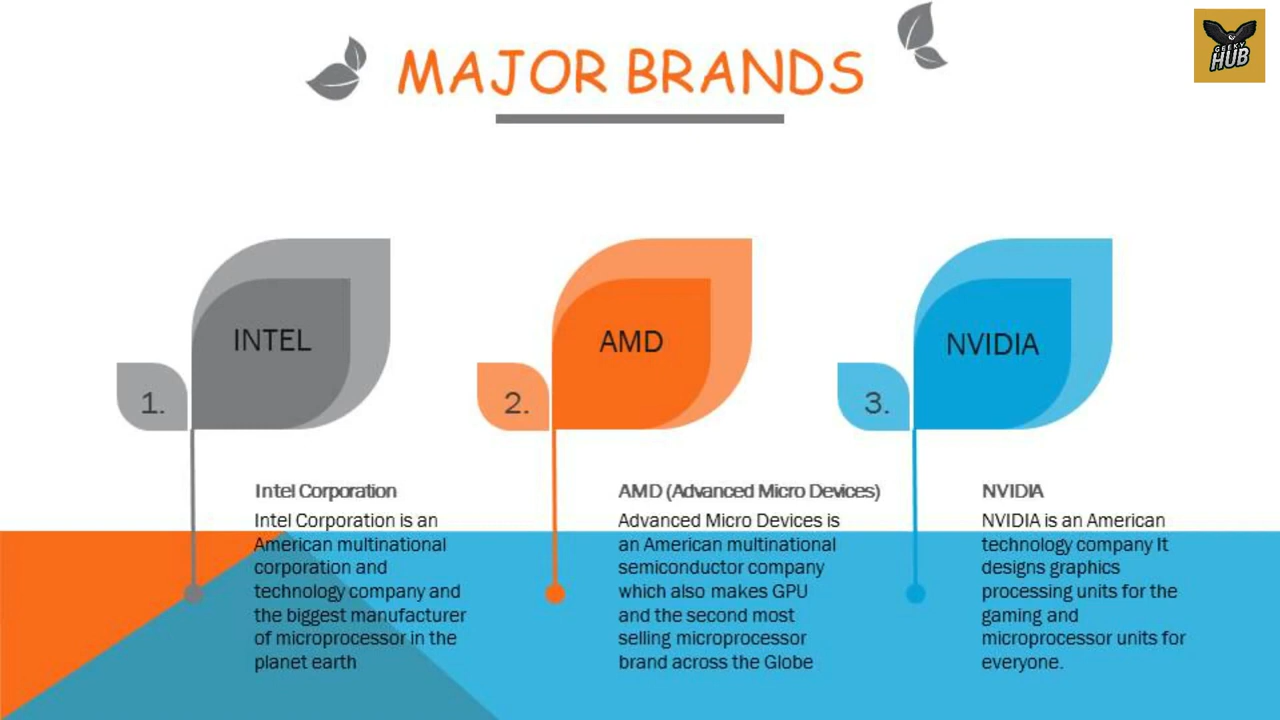 MAJOR BRANDS
GEEKY
HUB
INTEL
1.
AMD
2.
NVIDIA
3.
Intel Corporation
Intel Corporation is an
American multinational
corporation and
technology company and
the biggest manufacturer
of microprocessor in the
planet earth
AMD (Advanced Micro Devices)
Advanced Micro Devices is
an American multinational
semiconductor company
which also makes GPU
and the second most
selling microprocessor
brand across the Globe
NVIDIA
NVIDIA is an American
technology company It
designs graphics
processing units for the
gaming and
microprocessor units for
everyone.